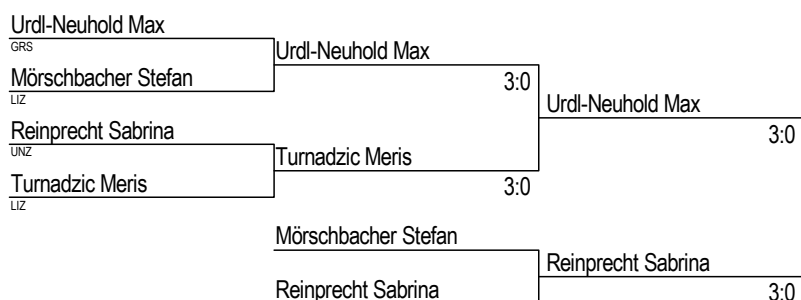 Urdl-Neuhold Max
GRS
Urdl-Neuhold Max
Mörschbacher Stefan
3:0
LIZ
Urdl-Neuhold Max
Reinprecht Sabrina
3:0
UNZ
Turnadzic Meris
Turnadzic Meris
3:0
LIZ
Mörschbacher Stefan
Reinprecht Sabrina
Reinprecht Sabrina
3:0